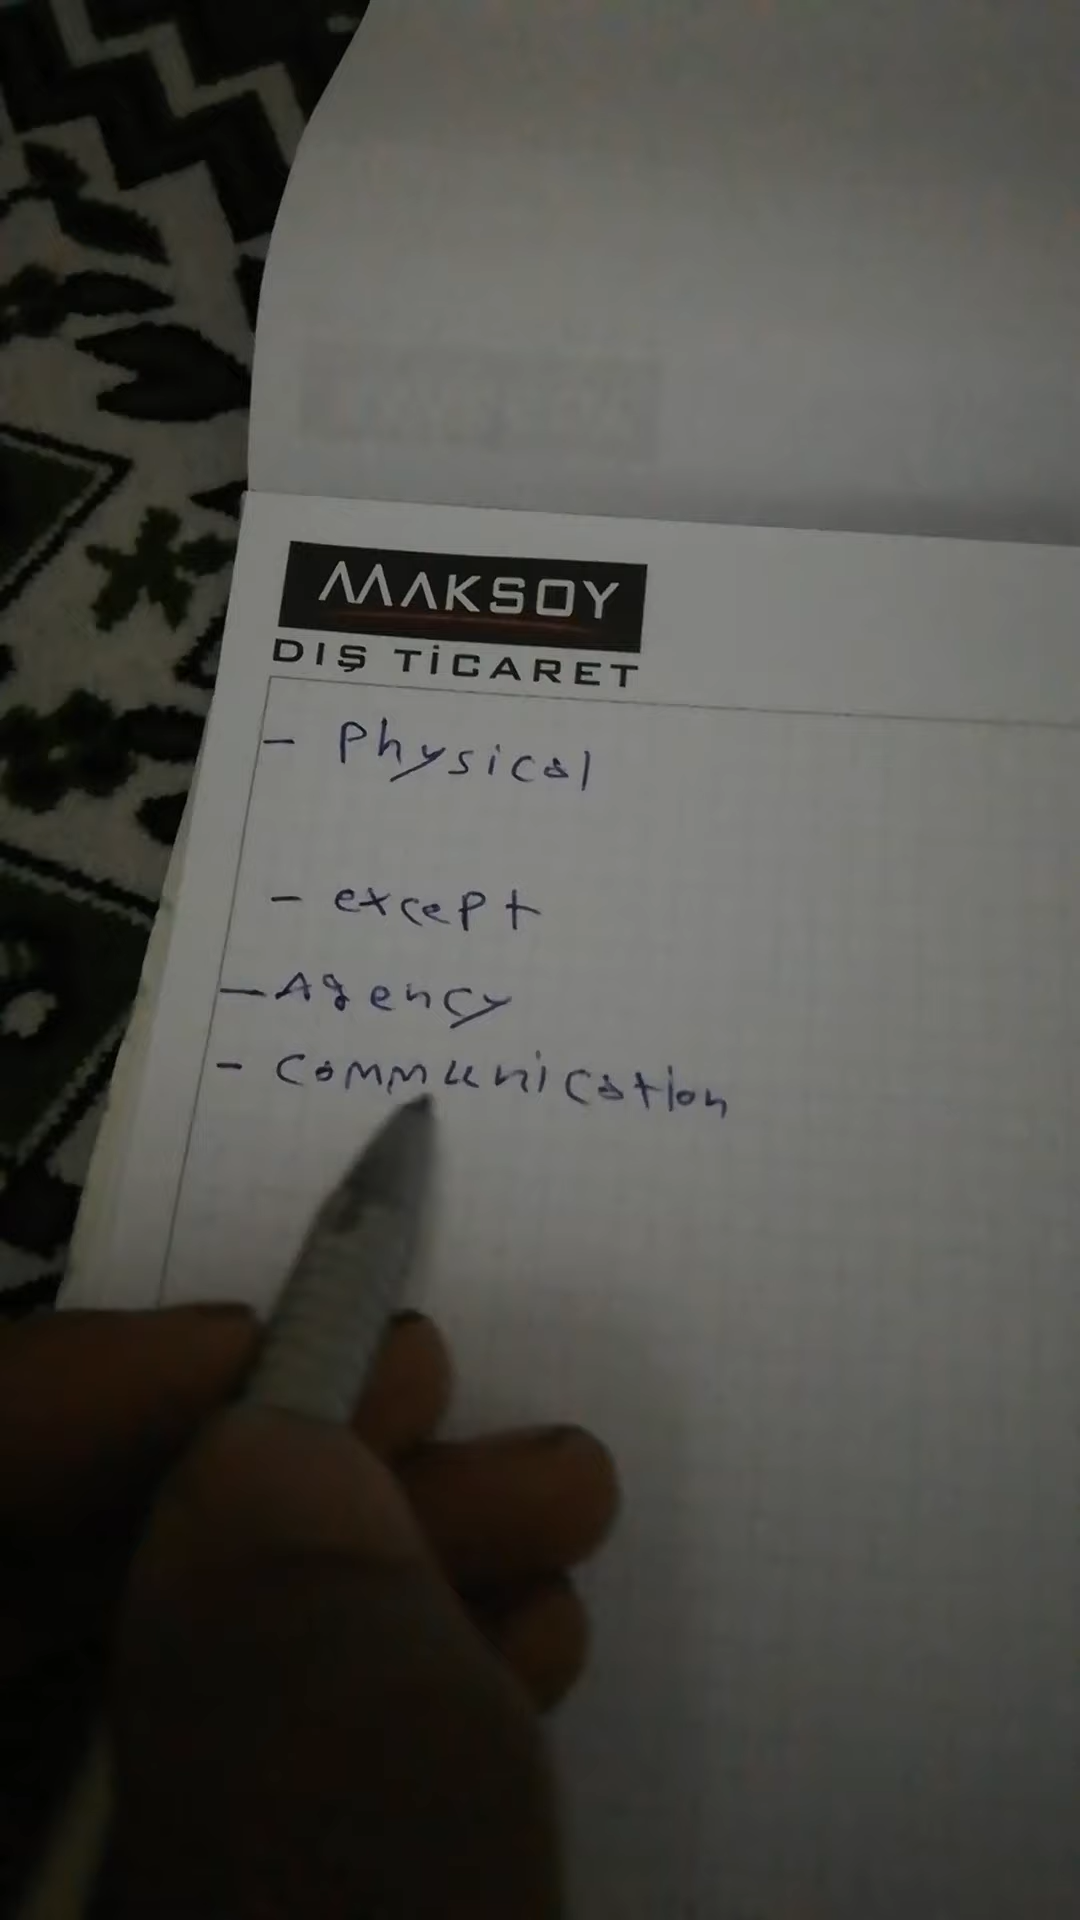 MAKSOY
DIŞ TİCARET
- Physical
- except
- Agency
- Communication